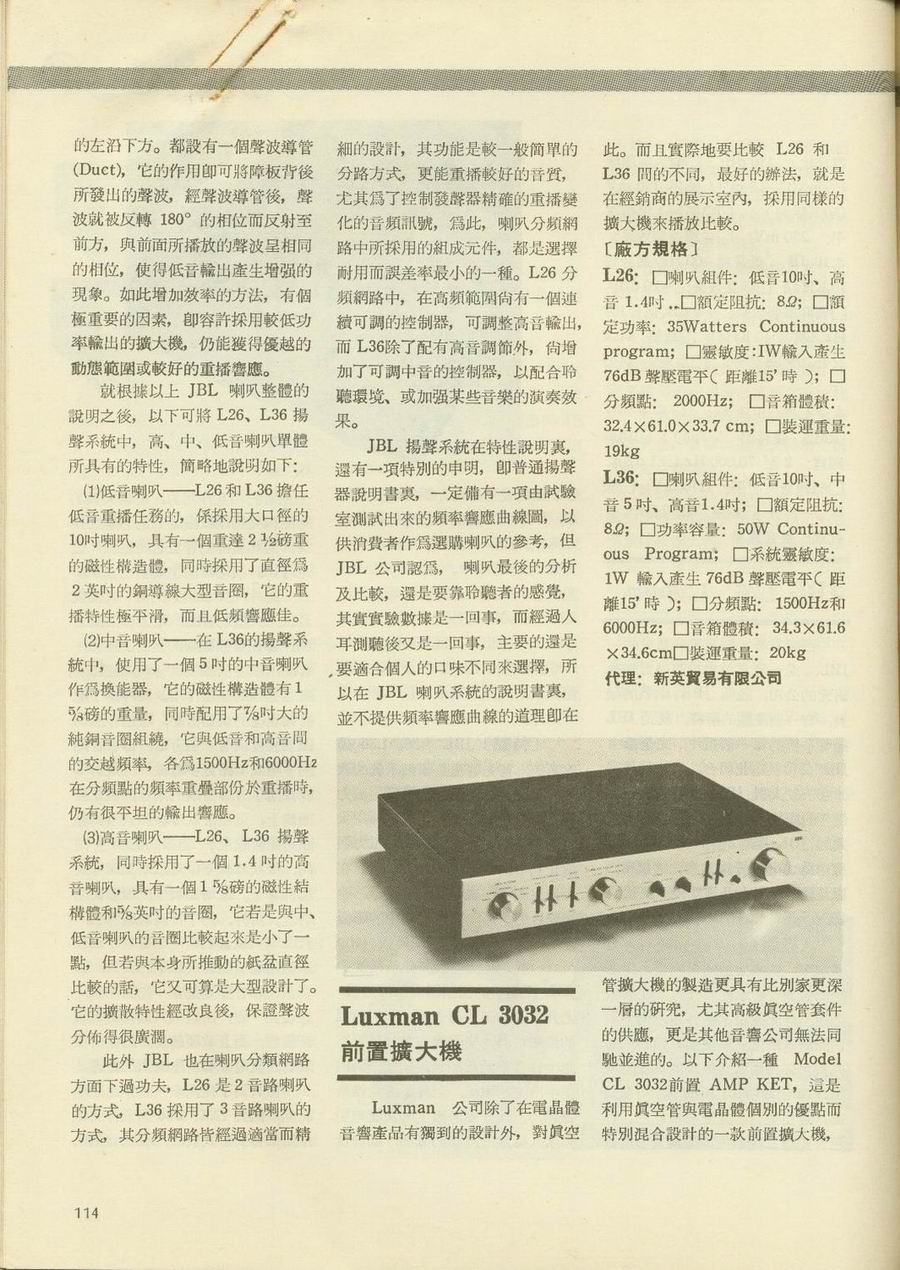 的左沿下方。都設有一個聲波導管
(Duct)，它的作用卽可將障板背後
所發出的聲波，經聲波導管後，聲
波就被反轉 180° 的相位而反射至
前方，與前面所播放的聲波呈相同
的相位，使得低音輸出產生增强的
現象。如此增加效率的方法，有個
極重要的因素，卽容許採用較低功
率輸出的擴大機，仍能獲得優越的
動態範圍或較好的重播響應。
就根據以上 JBL 喇叭整體的
說明之後，以下可將 L26、L36 揚
聲系統中，高、中、低音喇叭單體
所具有的特性，簡略地說明如下：
(1)低音喇叭——L26 和 L36 擔任
低音重播任務的，係採用大口徑的
10吋喇叭，具有一個重達 2 ½磅重
的磁性構造體，同時採用了直徑爲
2 英吋的銅導線大型音圈，它的重
播特性極平滑，而且低頻響應佳。
(2)中音喇叭——在 L36的揚聲系
統中，使用了一個 5 吋的中音喇叭
作爲換能器，它的磁性構造體有 1
⅝磅的重量，同時配用了⅞吋大的
純銅音圈組繞，它與低音和高音間
的交越頻率，各爲1500Hz和6000Hz
在分頻點的頻率重疊部份於重播時，
仍有很平坦的輸出響應。
(3)高音喇叭——L26、L36 揚聲
系統，同時採用了一個 1.4 吋的高
音喇叭，具有一個 1 ⅝磅的磁性結
構體和⅝英吋的音圈，它若是與中、
低音喇叭的音圈比較起來是小了一
點，但若與本身所推動的紙盆直徑
比較的話，它又可算是大型設計了。
它的擴散特性經改良後，保證聲波
分佈得很廣濶。
此外 JBL 也在喇叭分類網路
方面下過功夫，L26 是 2 音路喇叭
的方式，L36 採用了 3 音路喇叭的
方式，其分頻網路皆經過適當而精
細的設計，其功能是較一般簡單的
分路方式，更能重播較好的音質，
尤其爲了控制發聲器精確的重播變
化的音頻訊號，爲此，喇叭分頻網
路中所採用的組成元件，都是選擇
耐用而誤差率最小的一種。L26 分
頻網路中，在高頻範圍尙有一個連
續可調的控制器，可調整高音輸出，
而 L36除了配有高音調節外，尙增
加了可調中音的控制器，以配合聆
聽環境、或加强某些音樂的演奏效
果。
JBL 揚聲系統在特性說明裏，
還有一項特別的申明，卽普通揚聲
器說明書裏，一定備有一項由試驗
室測試出來的頻率響應曲線圖，以
供消費者作爲選購喇叭的參考，但
JBL 公司認爲， 喇叭最後的分析
及比較，還是要靠聆聽者的感覺，
其實實驗數據是一回事，而經過人
耳測聽後又是一回事，主要的還是
要適合個人的口味不同來選擇，所
以在 JBL 喇叭系統的說明書裏，
並不提供頻率響應曲線的道理卽在
此。而且實際地要比較 L26 和
L36 間的不同，最好的辦法，就是
在經銷商的展示室內，採用同樣的
擴大機來播放比較。
〔廠方規格〕
L26：□喇叭組件：低音10吋、高
音 1.4吋 ..□額定阻抗：8Ω；□額
定功率：35Watters Continuous
program；□靈敏度：IW輸入產生
76dB 聲壓電平( 距離15' 時 )；□
分頻點： 2000Hz； □音箱體積：
32.4×61.0×33.7 cm；□裝運重量：
19kg
L36：□喇叭組件：低音10吋、中
音 5 吋、高音1.4吋；□額定阻抗：
8Ω；□功率容量：50W Continu-
ous Program；□系統靈敏度：
1W 輸入產生 76dB 聲壓電平( 距
離15' 時 )；□分頻點：1500Hz和
6000Hz；□音箱體積：34.3×61.6
×34.6cm□裝運重量：20kg
代理：新英貿易有限公司
Luxman CL 3032
前置擴大機
Luxman 公司除了在電晶體
音響產品有獨到的設計外，對眞空
管擴大機的製造更具有比別家更深
一層的硏究，尤其高級眞空管套件
的供應，更是其他音響公司無法同
馳並進的。以下介紹一種 Model
CL 3032前置 AMP KET，這是
利用眞空管與電晶體個別的優點而
特別混合設計的一款前置擴大機，
114